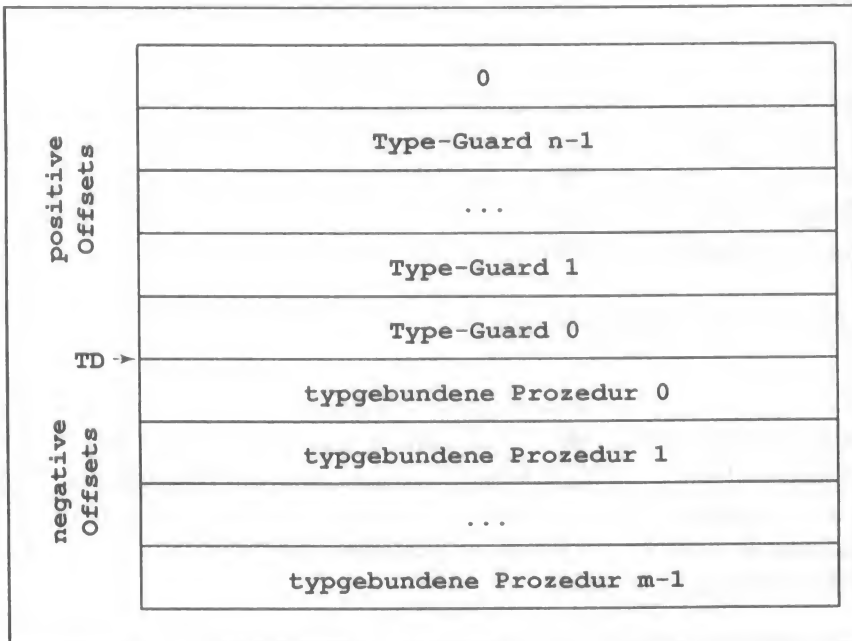 0
Type-Guard n-1
...
Type-Guard 1
Type-Guard 0
typgebundene Prozedur 0
typgebundene Prozedur 1
...
typgebundene Prozedur m-1
positive
Offsets
TD
negative
Offsets